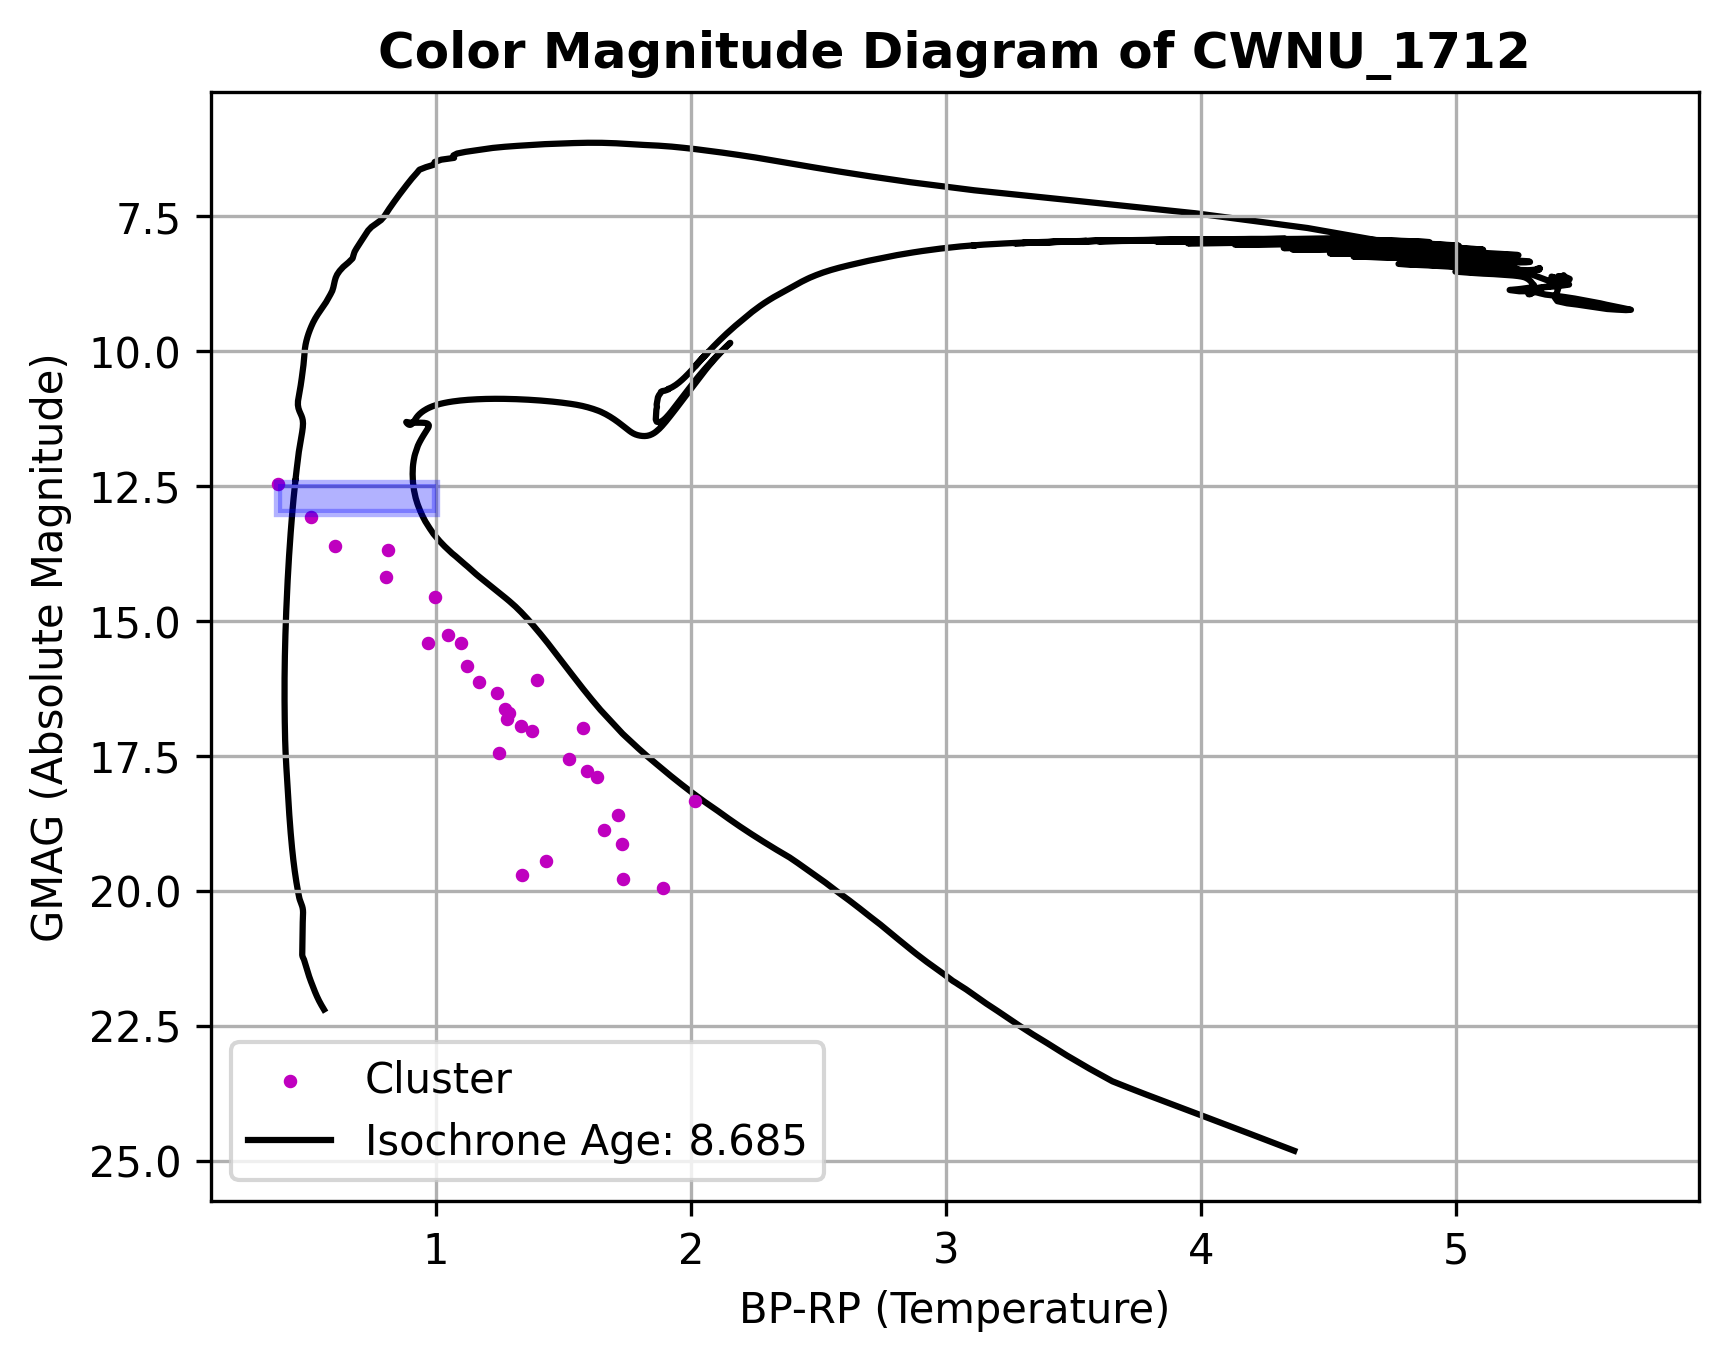 Color Magnitude Diagram of CWNU_1712
GMAG (Absolute Magnitude)
7.5
10.0
12.5
15.0
17.5
20.0
22.5
25.0
Cluster
Isochrone Age: 8.685
1 2 3 4 5
BP-RP (Temperature)